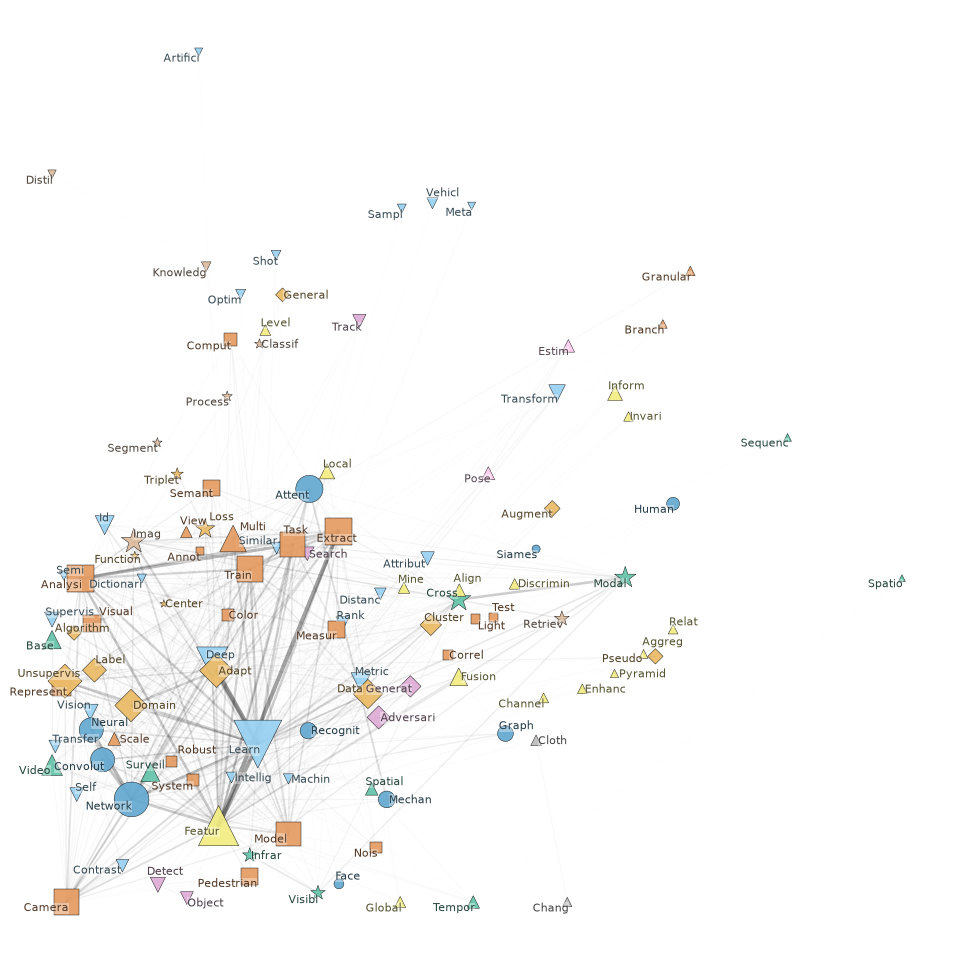 Artifici
Distil
Vehicl
Sampl
Meta
Shot
Knowledg
Granular
Optim
General
Level
Track
Branch
Comput
Classif
Estim
Inform
Transform
Process
Invari
Segment
Sequenc
Local
Triplet
Pose
Semant
Attent
Human
Augment
Id
View
Loss
Multi
Task
Imag
Similar
Extract
Search
Function
Annot
Siames
Attribut
Semi
Train
Analysi
Dictionari
Mine
Align
Discrimin
Modal
Spatio
Cross
Distanc
Center
Supervis
Visual
Color
Rank
Cluster
Test
Light
Retriev
Relat
Algorithm
Measur
Base
Aggreg
Label
Deep
Correl
Pseudo
Unsupervis
Adapt
Metric
Fusion
Pyramid
Represent
Data
Generat
Enhanc
Vision
Domain
Channel
Neural
Adversari
Graph
Transfer
Scale
Robust
Learn
Recognit
Cloth
Video
Convolut
Surveil
System
Intellig
Machin
Spatial
Self
Network
Mechan
Featur
Model
Infrar
Nois
Contrast
Detect
Pedestrian
Face
Camera
Object
Visibl
Global
Tempor
Chang